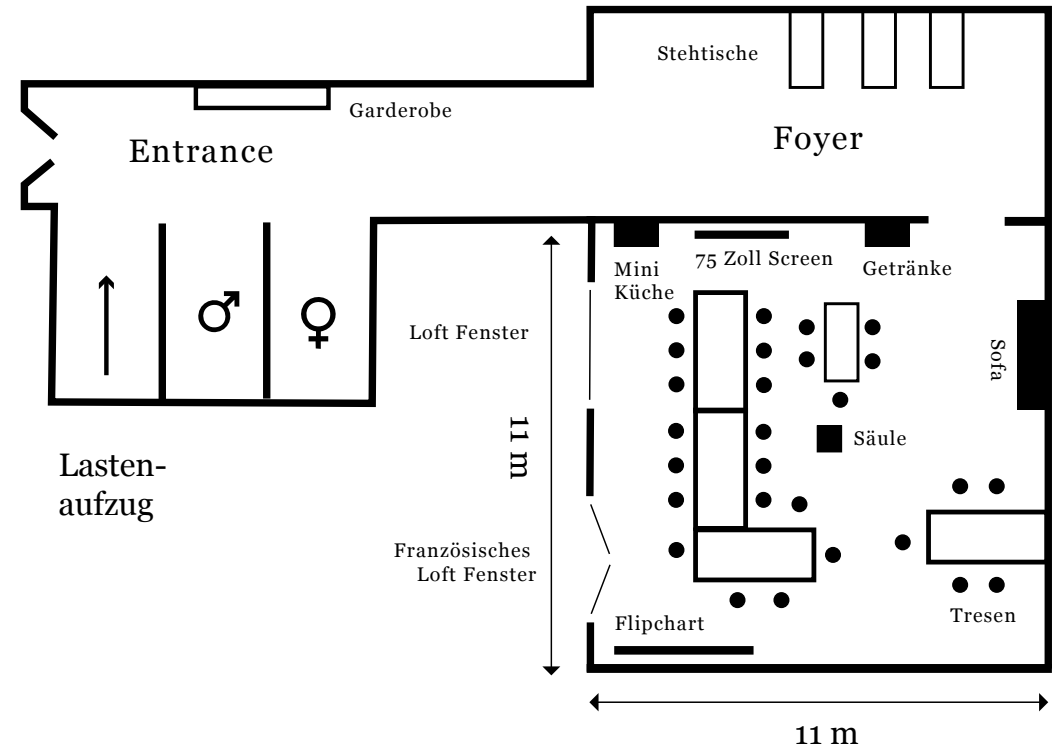 Stehtische
Garderobe
Entrance
Foyer
Mini
Küche
75 Zoll Screen
Getränke
Loft Fenster
Sofa
11 m
Säule
Lasten-
aufzug
Französisches
Loft Fenster
Flipchart
Tresen
11 m